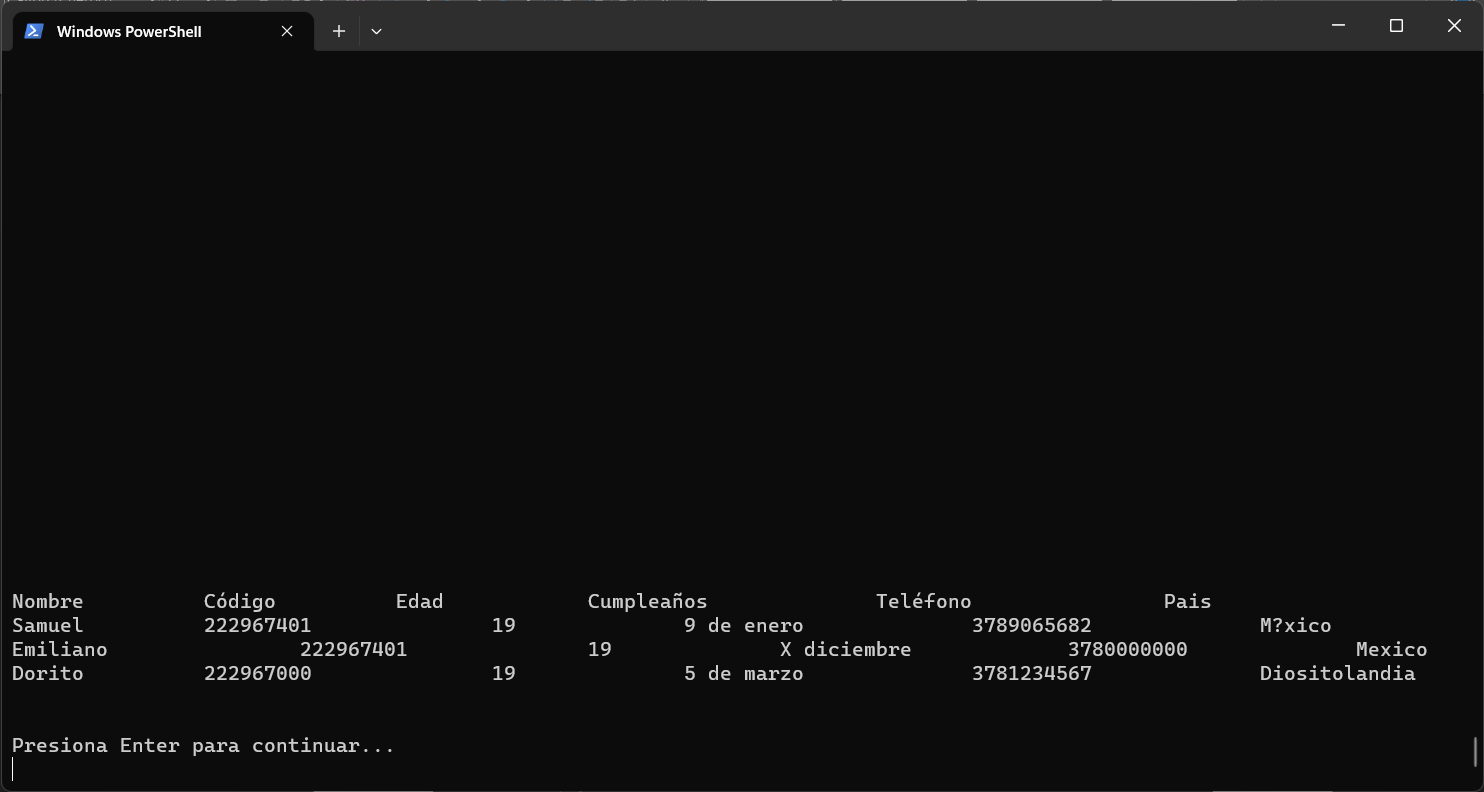 Windows PowerShell
Nombre Código Edad Cumpleaños Teléfono Pais
Samuel 222967401 19 9 de enero 3789065682 M?xico
Emiliano 222967401 19 X diciembre 3780000000 Mexico
Dorito 222967000 19 5 de marzo 3781234567 Diositolandia
Presiona Enter para continuar...